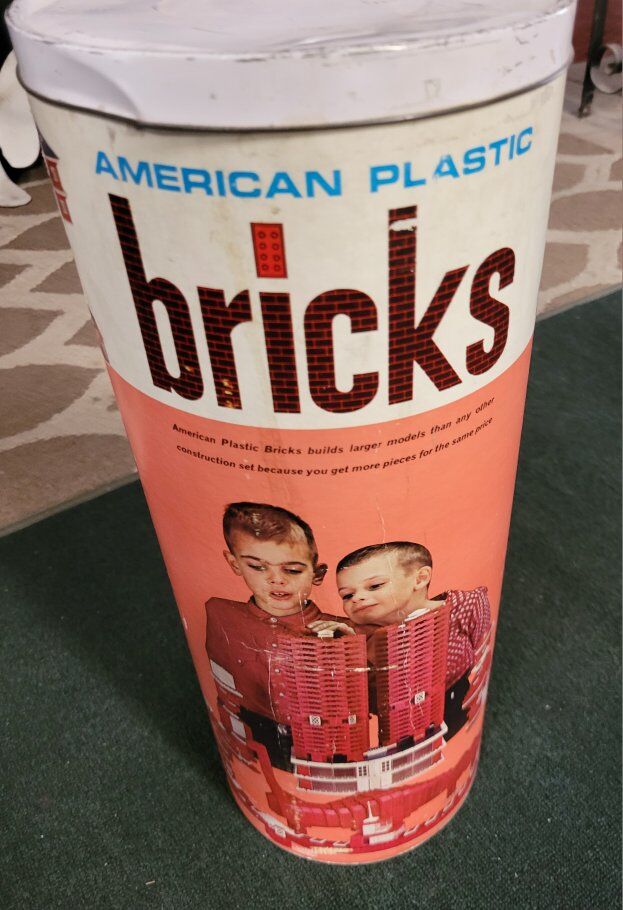 AMERICAN PLASTIC
bricks
American Plastic Bricks builds larger models than any other
construction set because you get more pieces for the same price